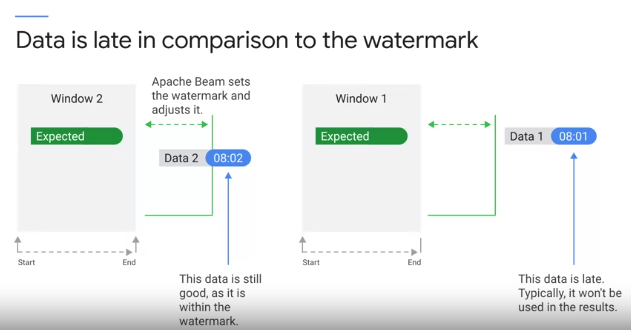 Data is late in comparison to the watermark
Apache Beam sets
the watermark and
adjusts it.
Window 2
Expected
Data 2 08:02
Start End
This data is still
good, as it is
within the
watermark.
Window 1
Expected
Data 1 08:01
Start End
This data is late.
Typically, it won't be
used in the results.